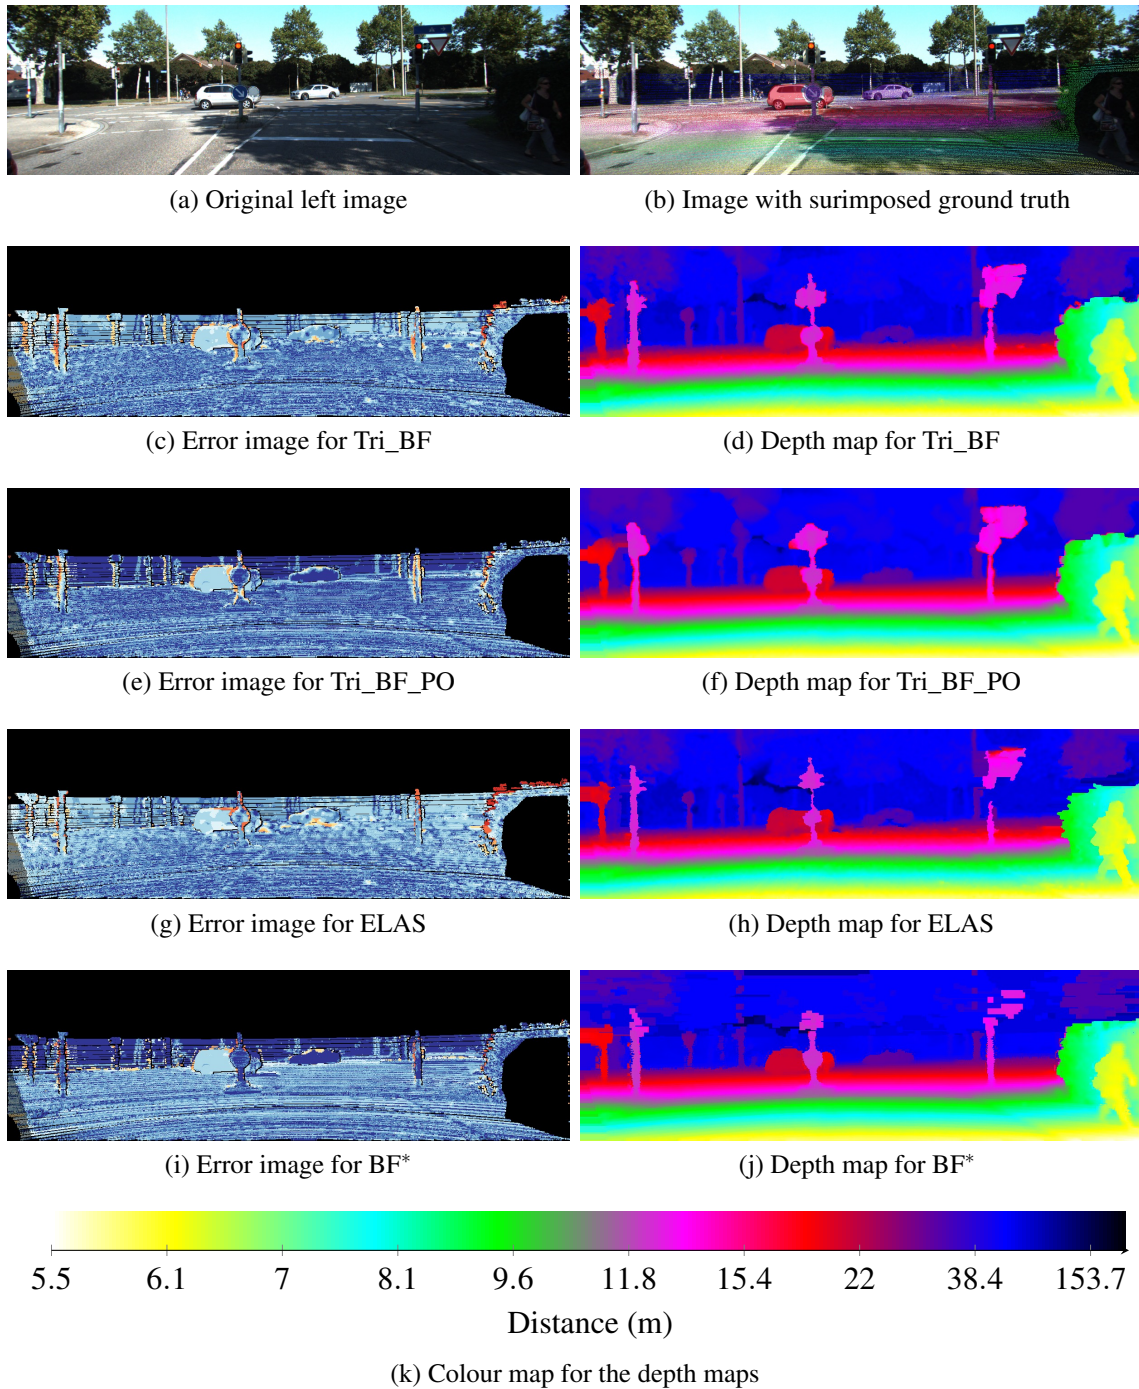 (a) Original left image
(b) Image with surimposed ground truth
(c) Error image for Tri_BF
(d) Depth map for Tri_BF
(e) Error image for Tri_BF_PO
(f) Depth map for Tri_BF_PO
(g) Error image for ELAS
(h) Depth map for ELAS
(i) Error image for BF*
(j) Depth map for BF*
5.5 6.1 7 8.1 9.6 11.8 15.4 22 38.4 153.7
Distance (m)
(k) Colour map for the depth maps